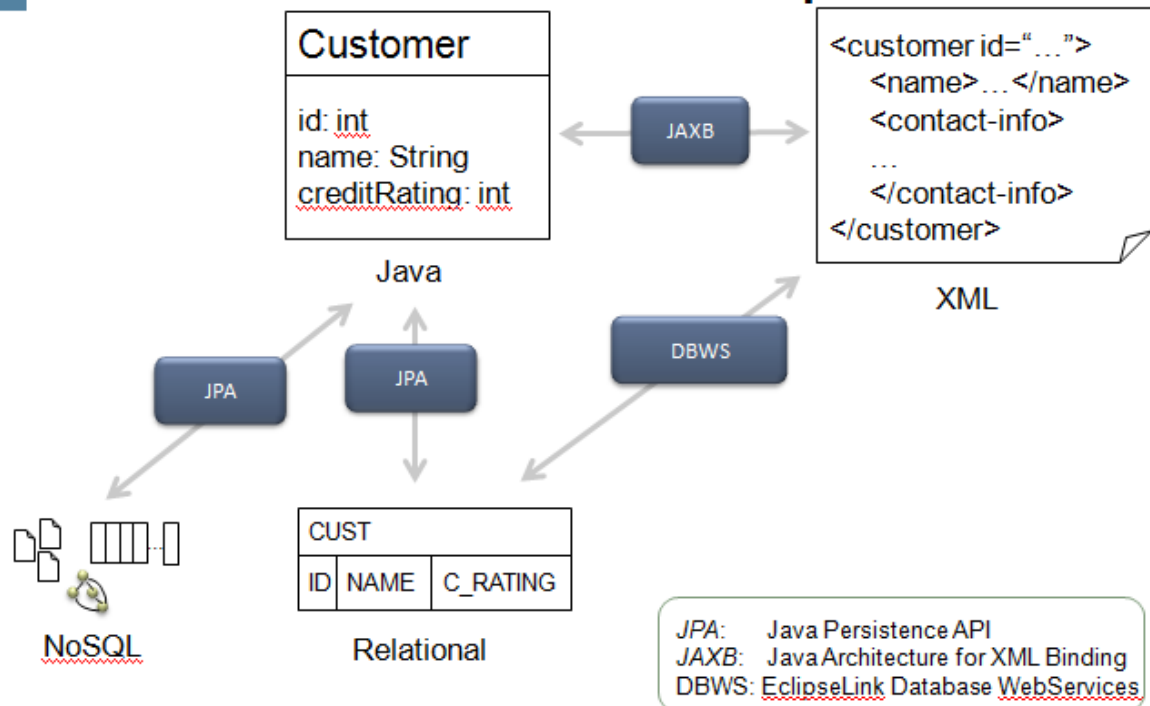 Customer
id: int
name: String
creditRating: int
Java
JAXB
<customer id=“…”>
<name>…</name>
<contact-info>
…
</contact-info>
</customer>
XML
JPA
JPA
DBWS
NoSQL
CUST
ID NAME C_RATING
Relational
JPA: Java Persistence API
JAXB: Java Architecture for XML Binding
DBWS: EclipseLink Database WebServices